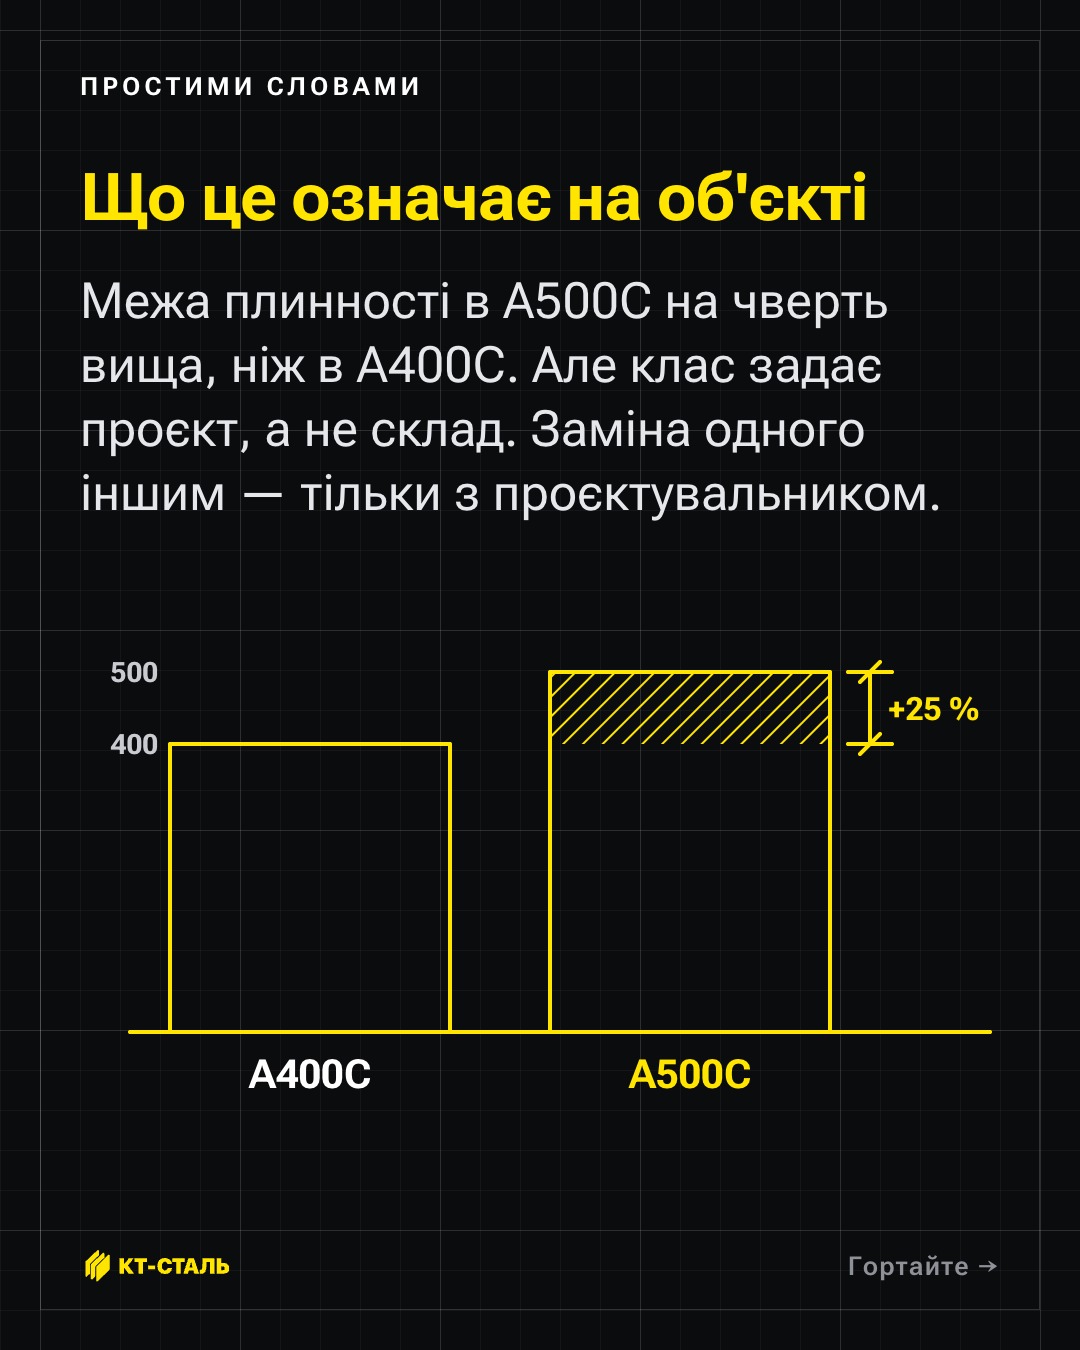 ПРОСТИМИ СЛОВАМИ
Що це означає на об'єкті
Межа плинності в А500С на чверть
вища, ніж в А400С. Але клас задає
проєкт, а не склад. Заміна одного
іншим — тільки з проєктувальником.
500
400
+25 %
А400С
А500С
КТ-СТАЛЬ
Гортайте →